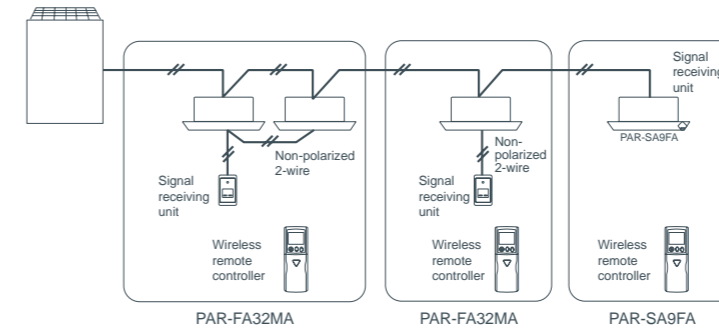 Signal
receiving
unit
PAR-SA9FA
Non-polarized
2-wire
Signal
receiving
unit
Non-
polarized
2-wire
Signal
receiving
unit
Wireless
remote
controller
Wireless
remote
controller
Wireless
remote
controller
PAR-FA32MA
PAR-FA32MA
PAR-SA9FA